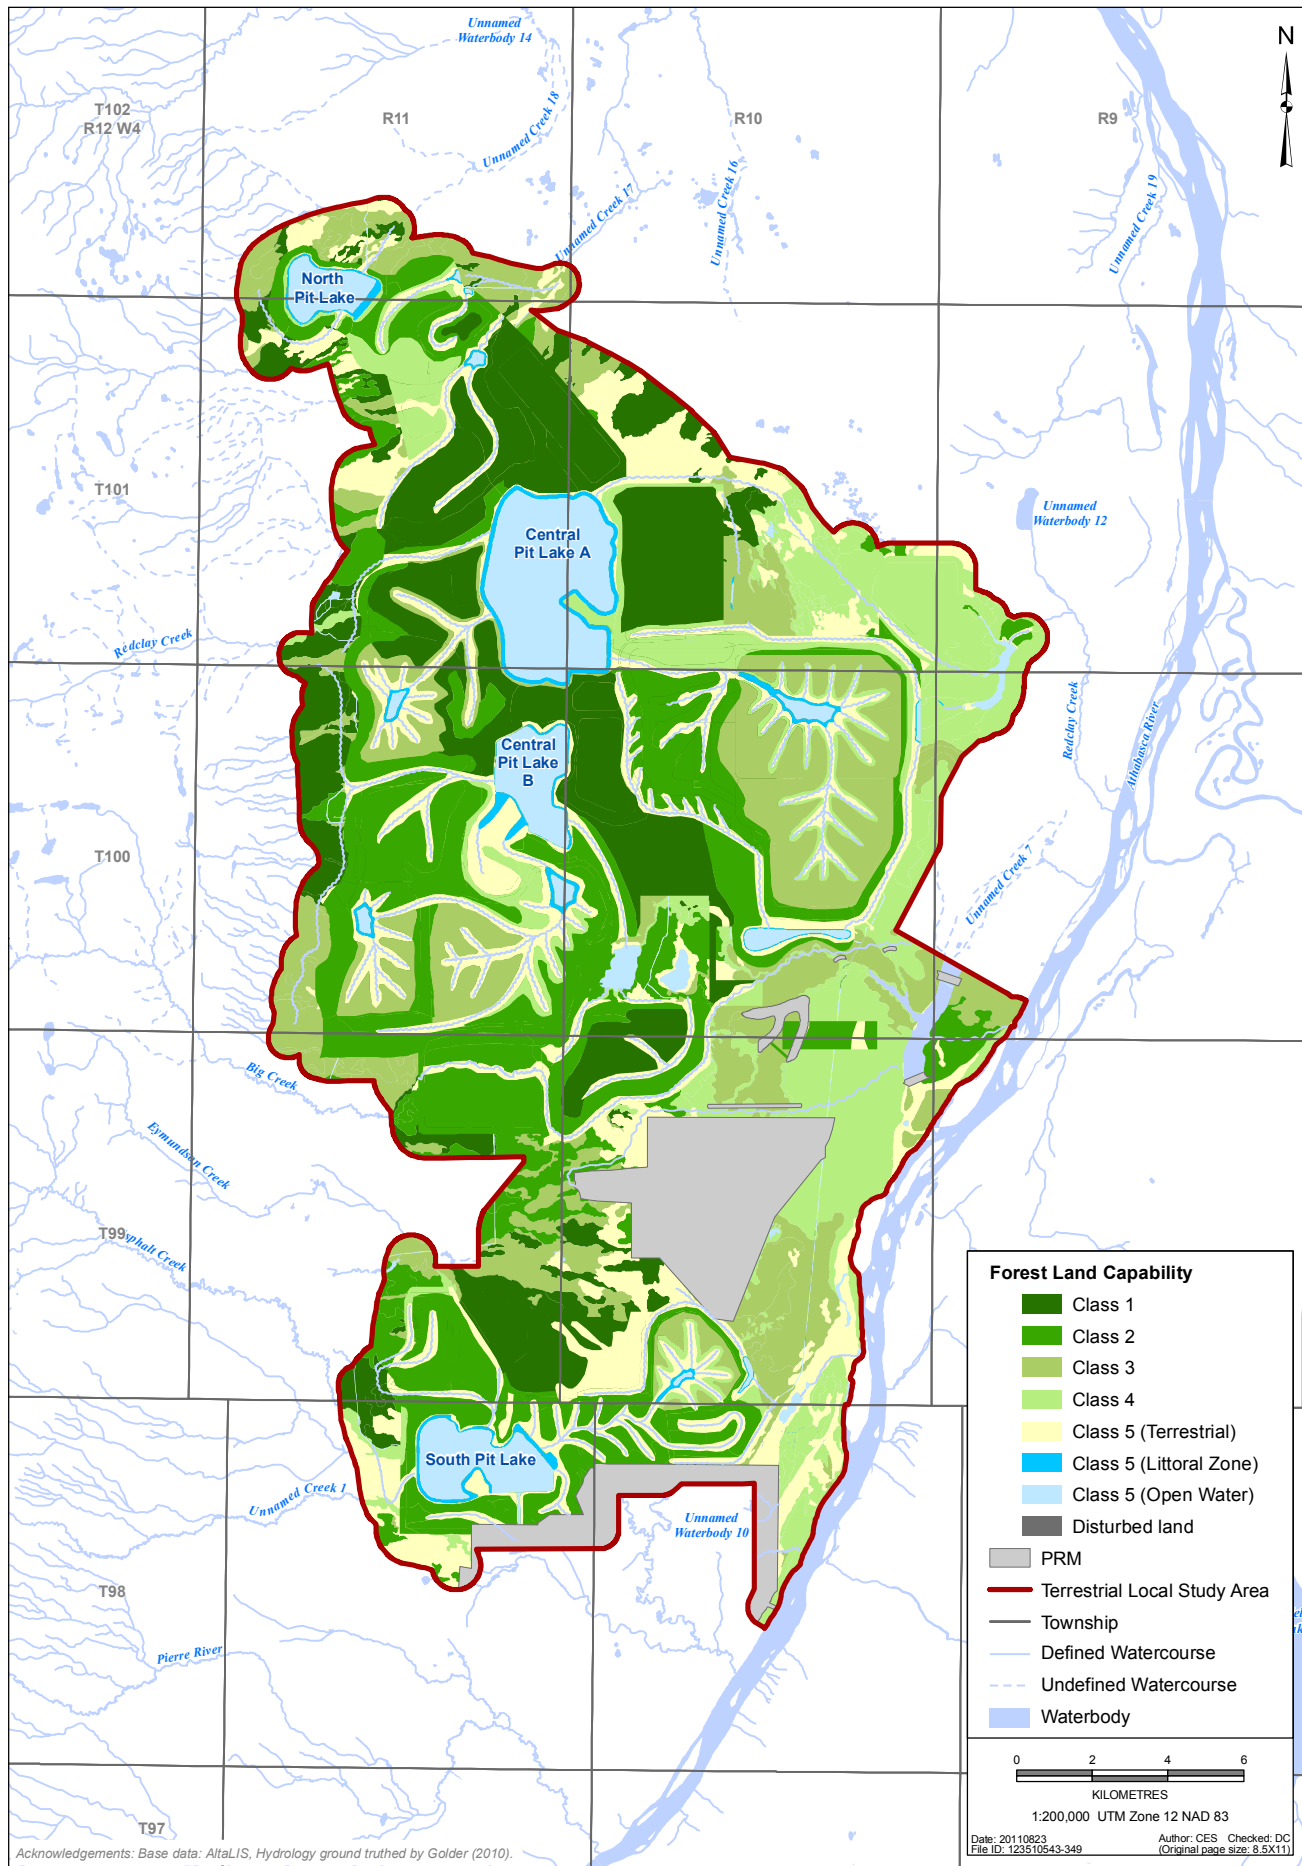 Unnamed
Waterbody 14
N
T102
R12 W4
R11
R10
R9
Unnamed Creek 18
Unnamed Creek 17
Unnamed Creek 16
Unnamed Creek 19
North
Pit Lake
T101
Central
Pit Lake A
Unnamed
Waterbody 12
Redclay Creek
Redclay Creek
Athabasca River
Central
Pit Lake
B
T100
Unnamed Creek 7
Big Creek
Eymundson Creek
T99
sphalt Creek
South Pit Lake
Unnamed Creek 1
Unnamed
Waterbody 10
T98
Pierre River
T97
Forest Land Capability
Class 1
Class 2
Class 3
Class 4
Class 5 (Terrestrial)
Class 5 (Littoral Zone)
Class 5 (Open Water)
Disturbed land
PRM
Terrestrial Local Study Area
Township
Defined Watercourse
Undefined Watercourse
Waterbody
0 2 4 6
KILOMETRES
1:200,000 UTM Zone 12 NAD 83
Date: 20110823 Author: CES Checked: DC
File ID: 123510543-349 (Original page size: 8.5X11)
Acknowledgements: Base data: AltaLIS, Hydrology ground truthed by Golder (2010).